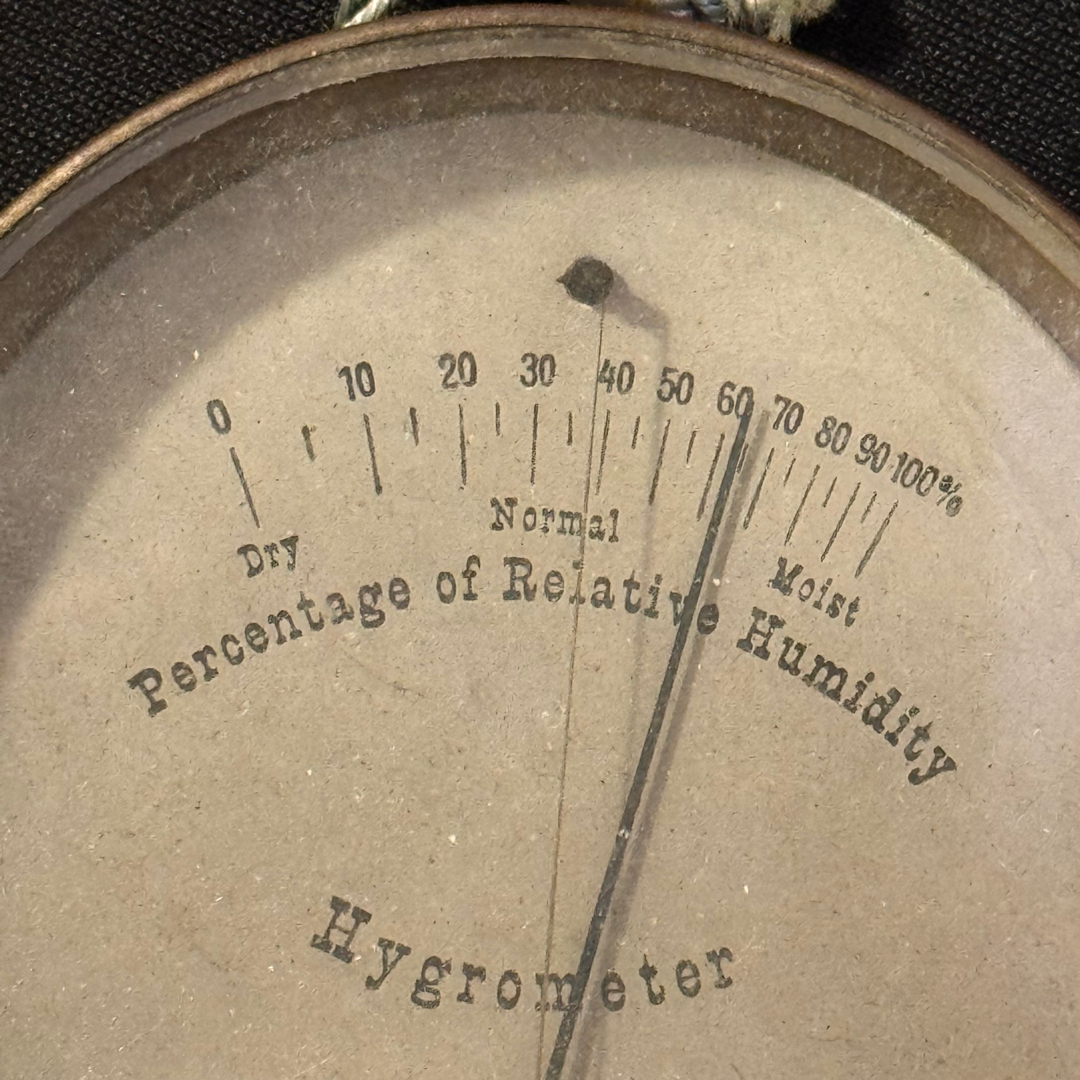 0 10 20 30 40 50 60 70 80 90 100%
Dry Normal Moist
Percentage of Relative Humidity
Hygrometer